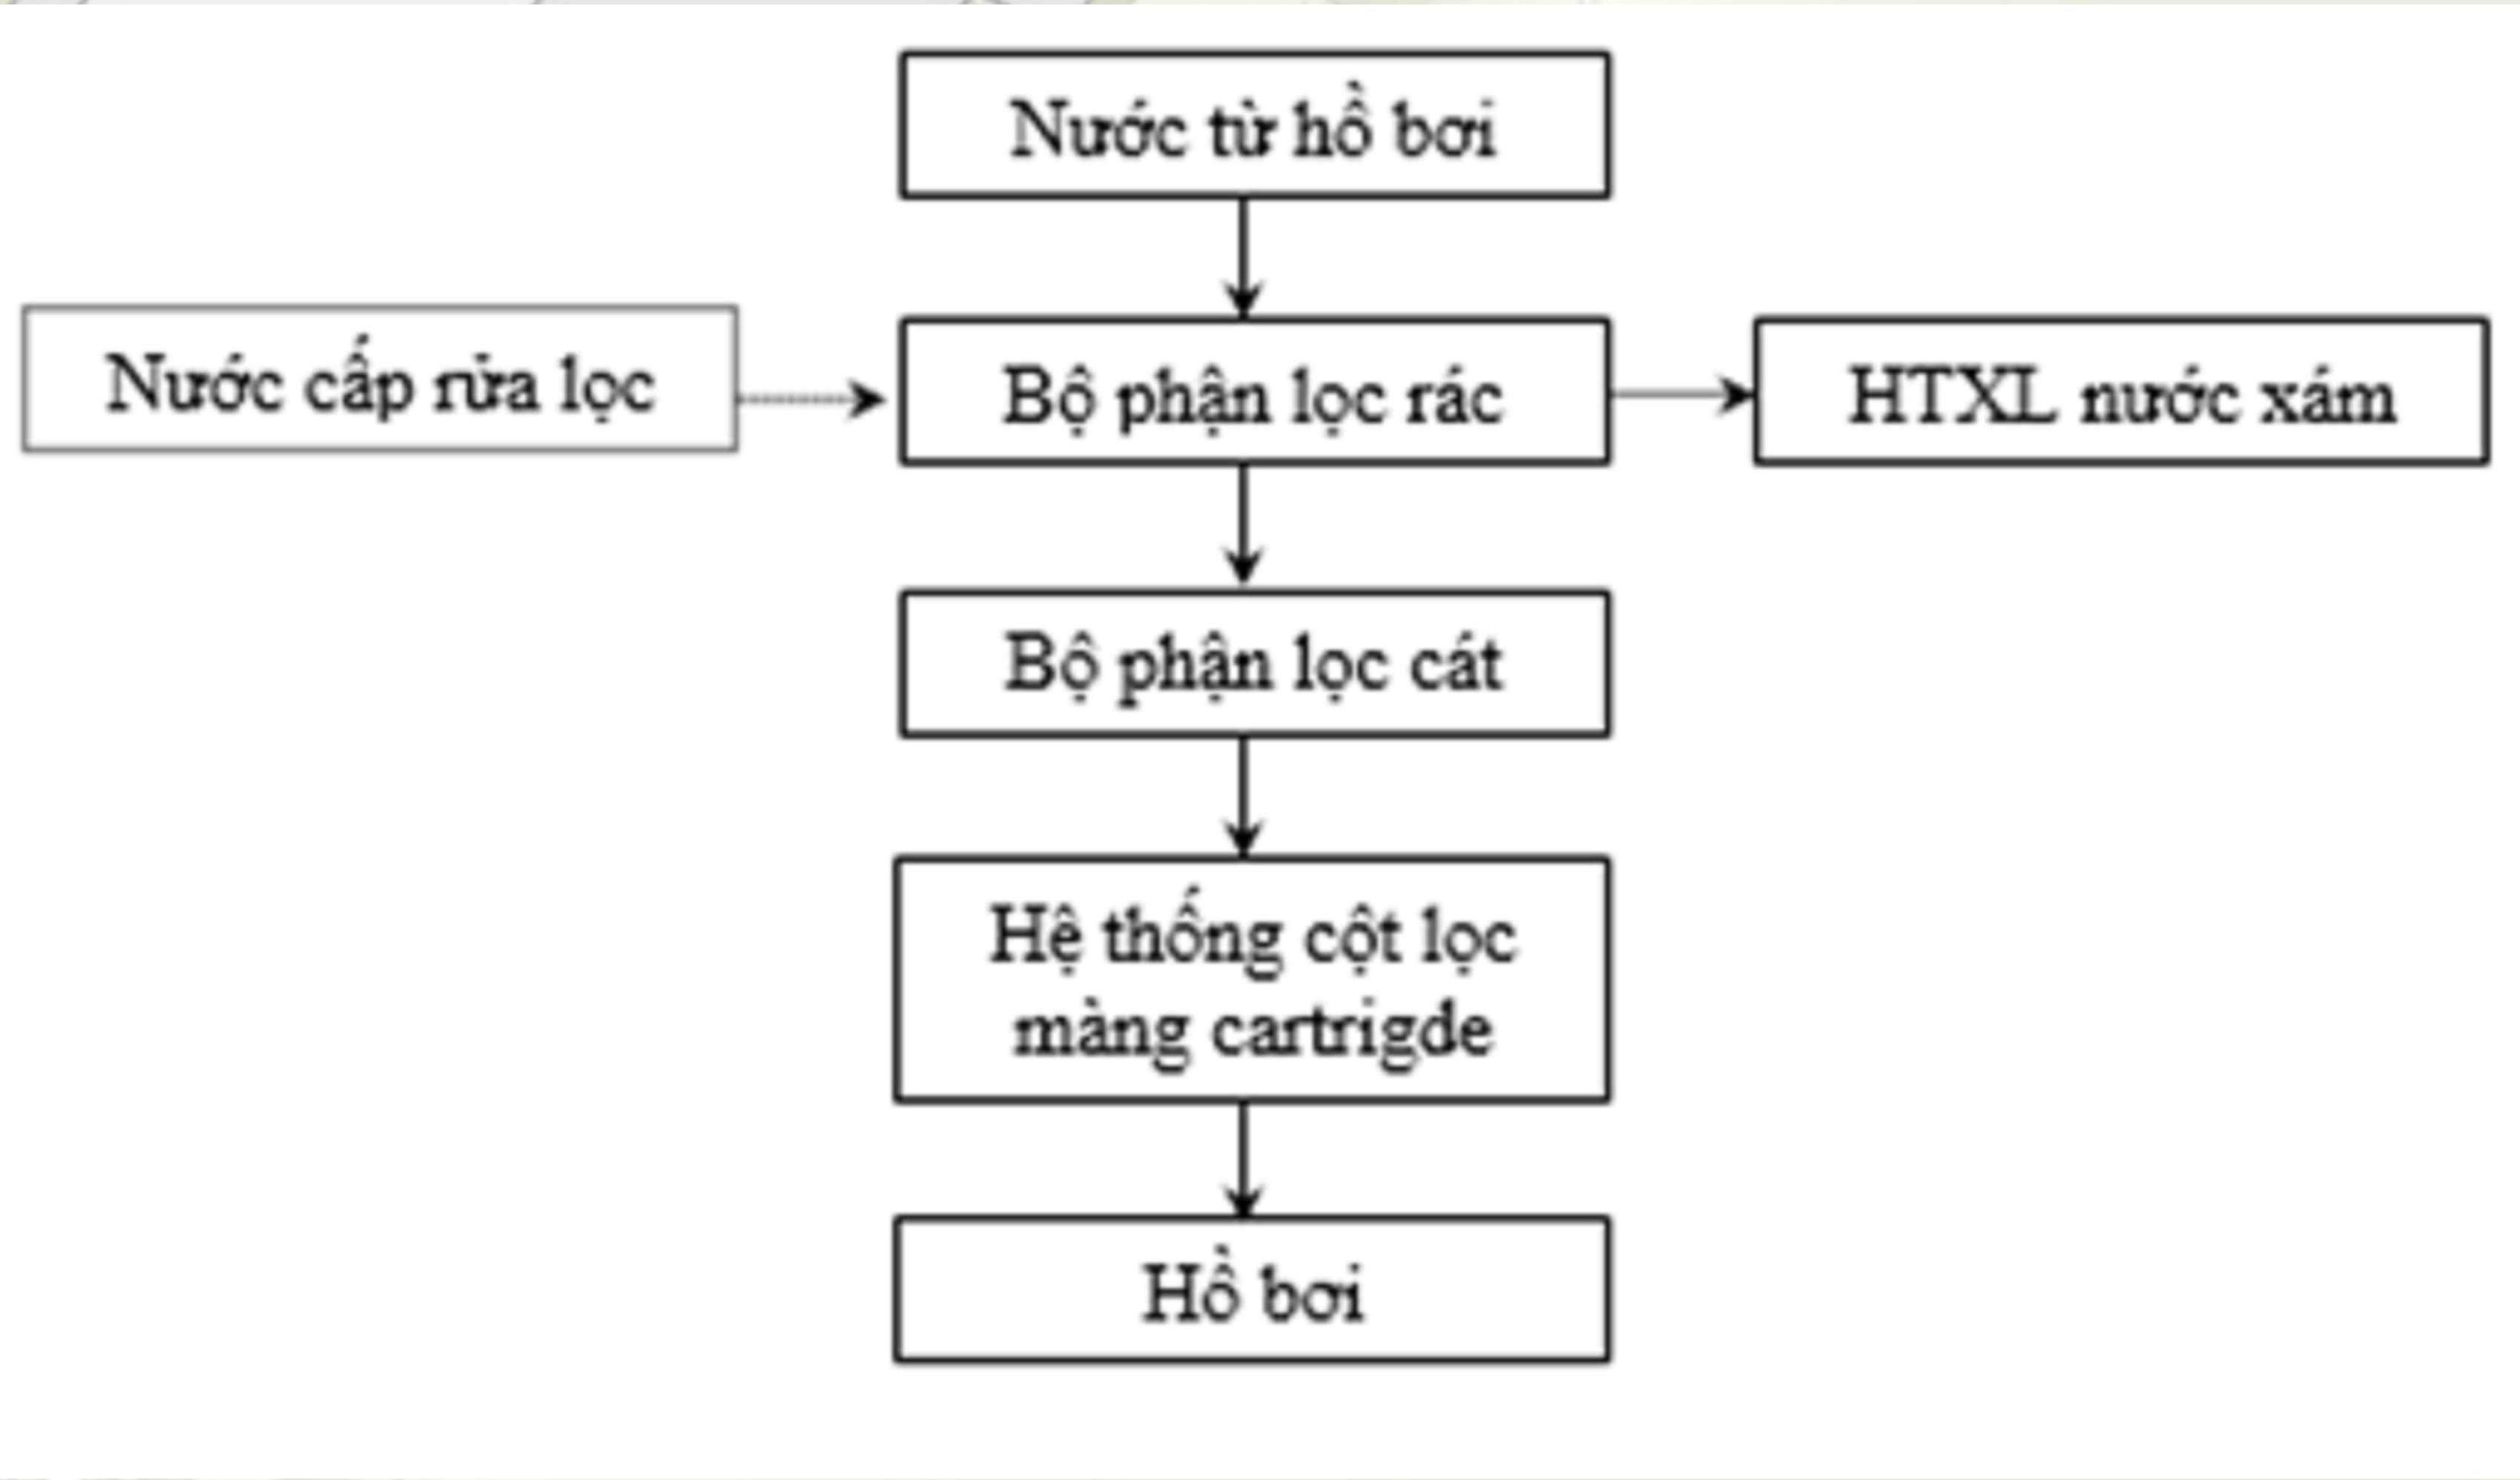 Nước từ hồ bơi
Nước cấp rửa lọc
Bộ phận lọc rác
HTXL nước xám
Bộ phận lọc cát
Hệ thống cột lọc
màng cartrigde
Hồ bơi